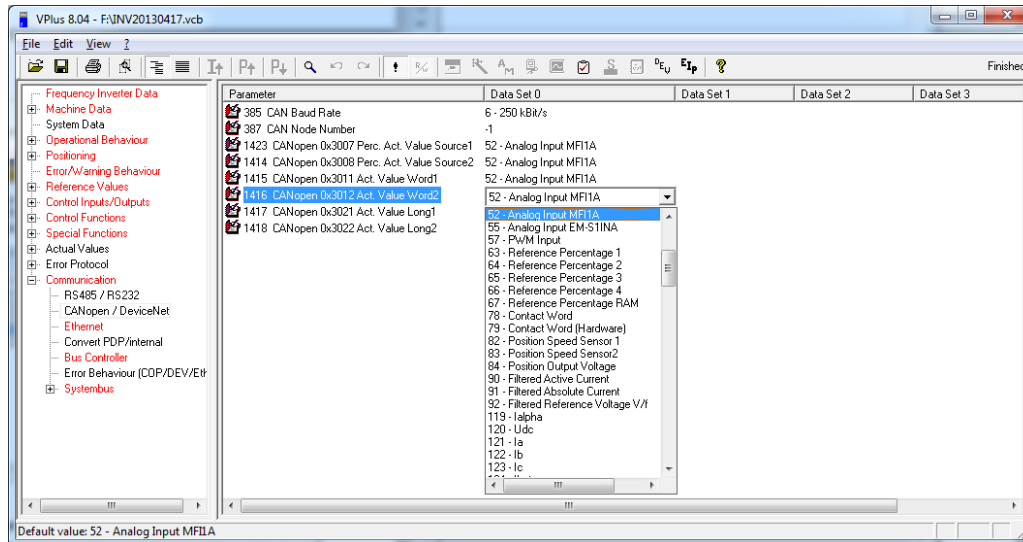 VPlus 8.04 - F:\INV20130417.vcb
File Edit View ?
Finished
Frequency Inverter Data
Machine Data
System Data
Operational Behaviour
Positioning
Error/Warning Behaviour
Reference Values
Control Inputs/Outputs
Control Functions
Special Functions
Actual Values
Error Protocol
Communication
RS485 / RS232
CANopen / DeviceNet
Ethernet
Convert PDP/internal
Bus Controller
Error Behaviour (COP/DEV/Eth
Systembus
Parameter Data Set 0 Data Set 1 Data Set 2 Data Set 3
385 CAN Baud Rate 6 - 250 kBit/s
387 CAN Node Number -1
1423 CANopen 0x3007 Perc. Act. Value Source1 52 - Analog Input MFI1A
1414 CANopen 0x3008 Perc. Act. Value Source2 52 - Analog Input MFI1A
1415 CANopen 0x3011 Act. Value Word1 52 - Analog Input MFI1A
1416 CANopen 0x3012 Act. Value Word2 52 - Analog Input MFI1A
1417 CANopen 0x3021 Act. Value Long1
1418 CANopen 0x3022 Act. Value Long2
52 - Analog Input MFI1A
55 - Analog Input EM-S1INA
57 - PWM Input
63 - Reference Percentage 1
64 - Reference Percentage 2
65 - Reference Percentage 3
66 - Reference Percentage 4
67 - Reference Percentage RAM
78 - Contact Word
79 - Contact Word (Hardware)
82 - Position Speed Sensor 1
83 - Position Speed Sensor2
84 - Position Output Voltage
90 - Filtered Active Current
91 - Filtered Absolute Current
92 - Filtered Reference Voltage V/f
119 - Ialpha
120 - Udc
121 - Ia
122 - Ib
123 - Ic
Default value: 52 - Analog Input MFI1A